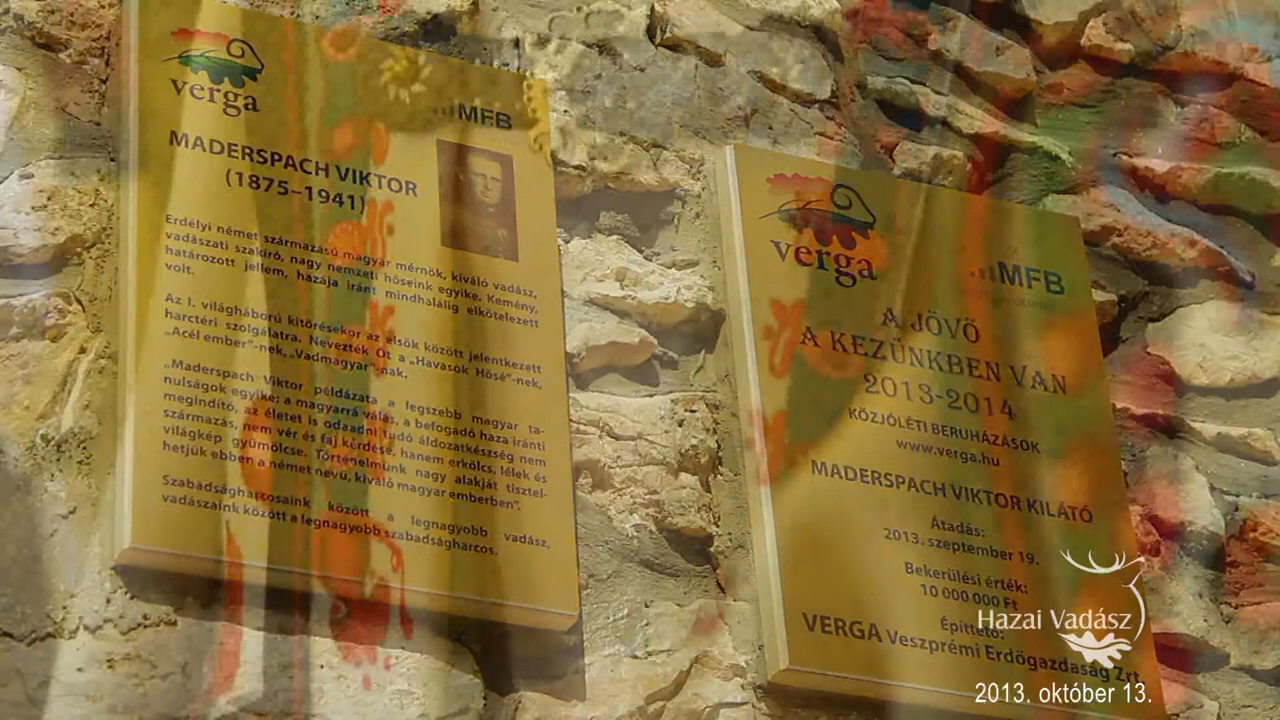 verga
MFB
MADERSPACH VIKTOR
(1875–1941)
Erdélyi német származású magyar mérnök, kiváló vadász,
vadászati szakíró, nagy nemzeti hőseink egyike. Kemény,
határozott jellem, hazája iránt mindhalálig elkötelezett
volt.
Az I. világháború kitörésekor az elsők között jelentkezett
harctéri szolgálatra. Nevezték Őt a „Havasok Hősé”-nek,
„Acél ember”-nek, „Vadmagyar”-nak.
„Maderspach Viktor példázata a legszebb magyar ta-
nulságok egyike: a magyarrá válás, a befogadó haza iránti
megindító, az életet is odaadni tudó áldozatkészség nem
származás, nem vér és faj kérdése, hanem erkölcs, lélek és
világkép gyümölcse. Történelmünk nagy alakját tisztel-
hetjük ebben a német nevű, kiváló magyar emberben”.
Szabadságharcosaink között a legnagyobb vadász,
vadászaink között a legnagyobb szabadságharcos.
verga
MFB
A JÖVŐ
A KEZÜNKBEN VAN
2013-2014
KÖZJÓLÉTI BERUHÁZÁSOK
www.verga.hu
MADERSPACH VIKTOR KILÁTÓ
Átadás:
2013. szeptember 19.
Bekerülési érték:
10 000 000 Ft
Építtető:
VERGA Veszprémi Erdőgazdaság Zrt.
Hazai Vadász
2013. október 13.